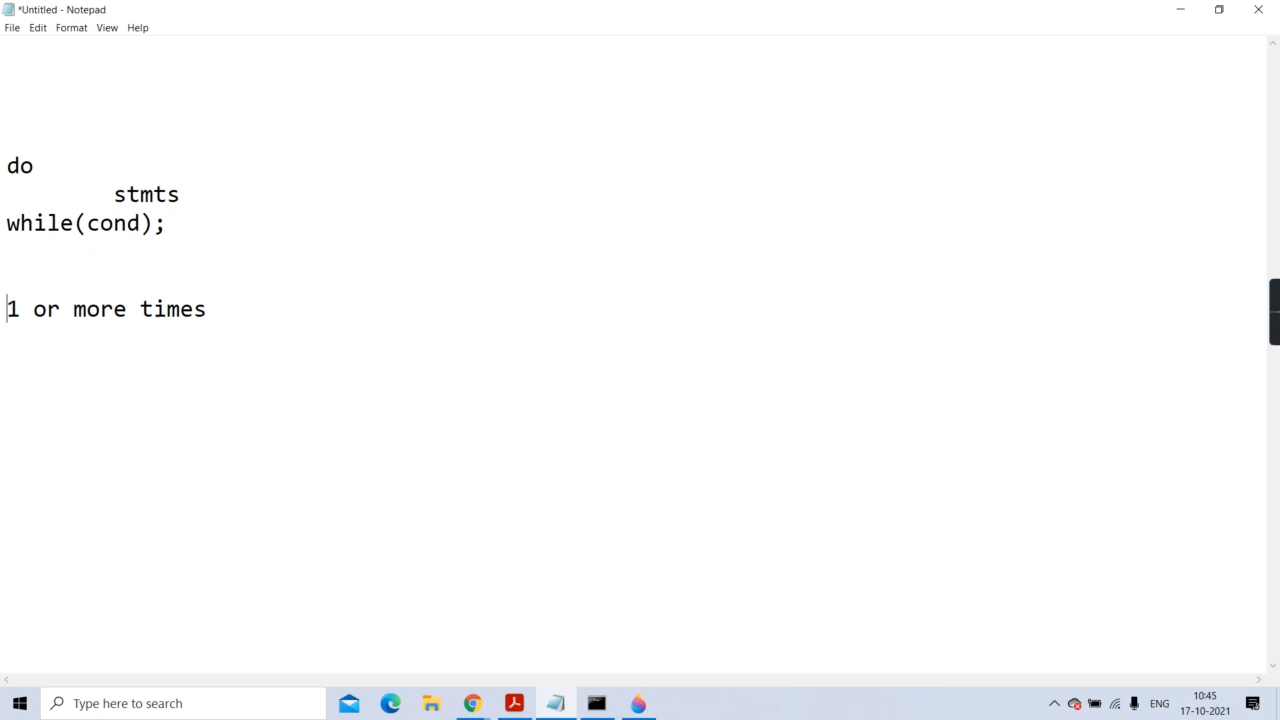 *Untitled - Notepad
File Edit Format View Help
do
stmts
while(cond);
1 or more times
Type here to search
ENG
10:45
17-10-2021